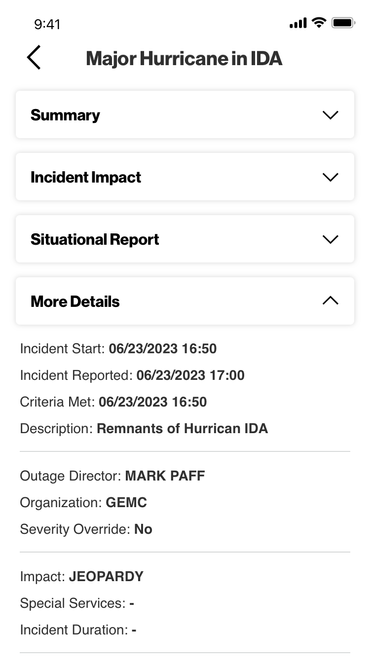 9:41
Major Hurricane in IDA
Summary
Incident Impact
Situational Report
More Details
Incident Start: 06/23/2023 16:50
Incident Reported: 06/23/2023 17:00
Criteria Met: 06/23/2023 16:50
Description: Remnants of Hurrican IDA
Outage Director: MARK PAFF
Organization: GEMC
Severity Override: No
Impact: JEOPARDY
Special Services: -
Incident Duration: -